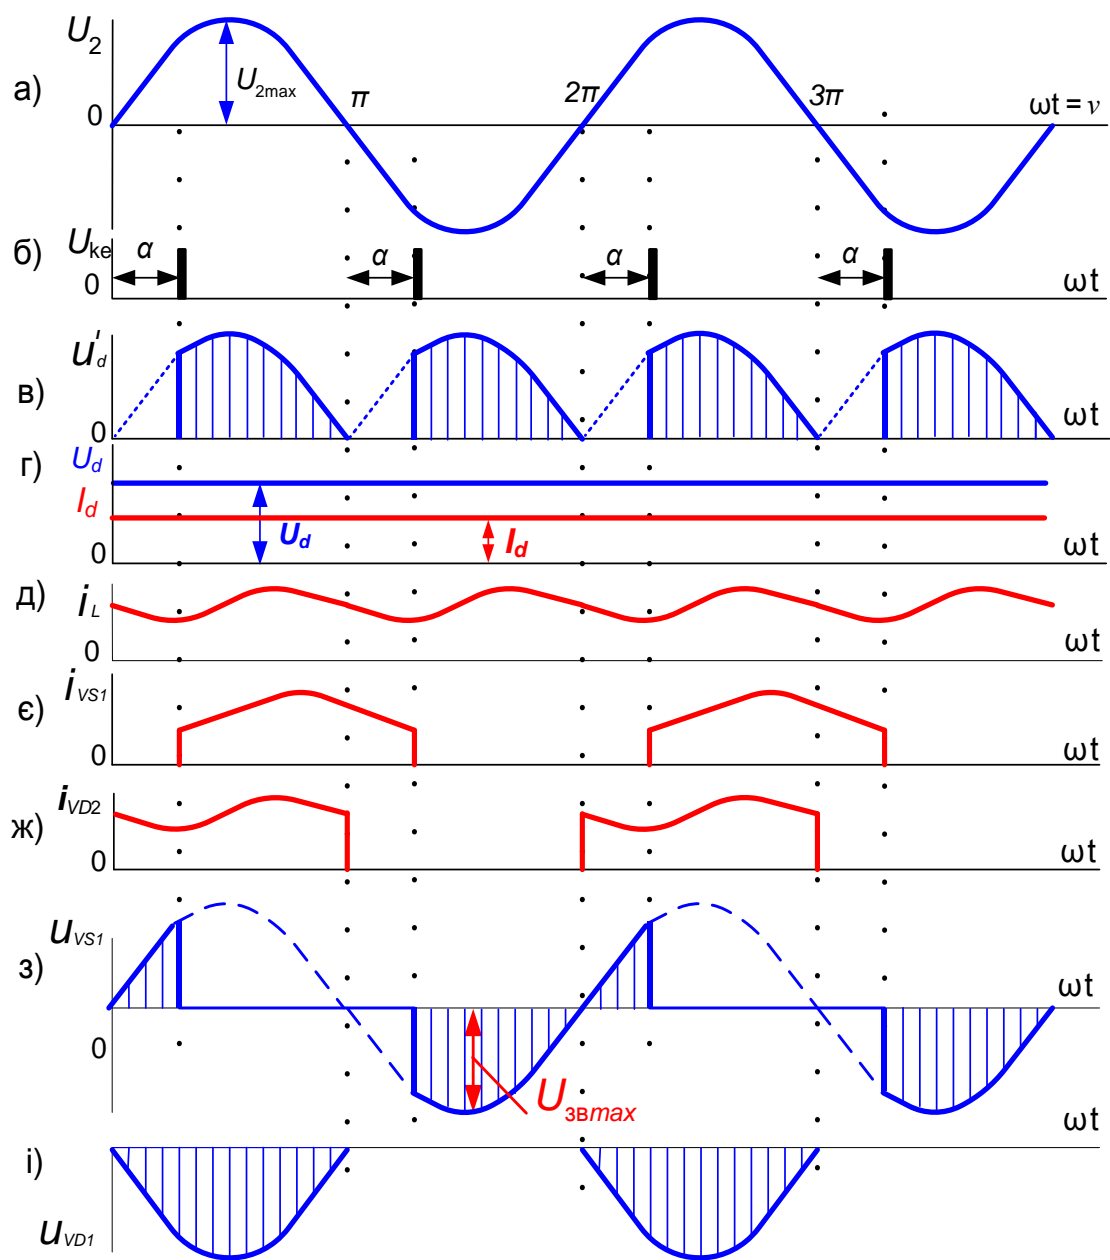 U2
а)
U2max
π
2π
3π
0
ωt = ν
б)
Uке
α
α
α
α
0
ωt
в)
u'd
0
ωt
г)
Ud
Id
Ud
Id
0
ωt
д)
iL
0
ωt
є)
iVS1
0
ωt
ж)
iVD2
0
ωt
з)
uVS1
ωt
0
Uзвmax
ωt
і)
uVD1